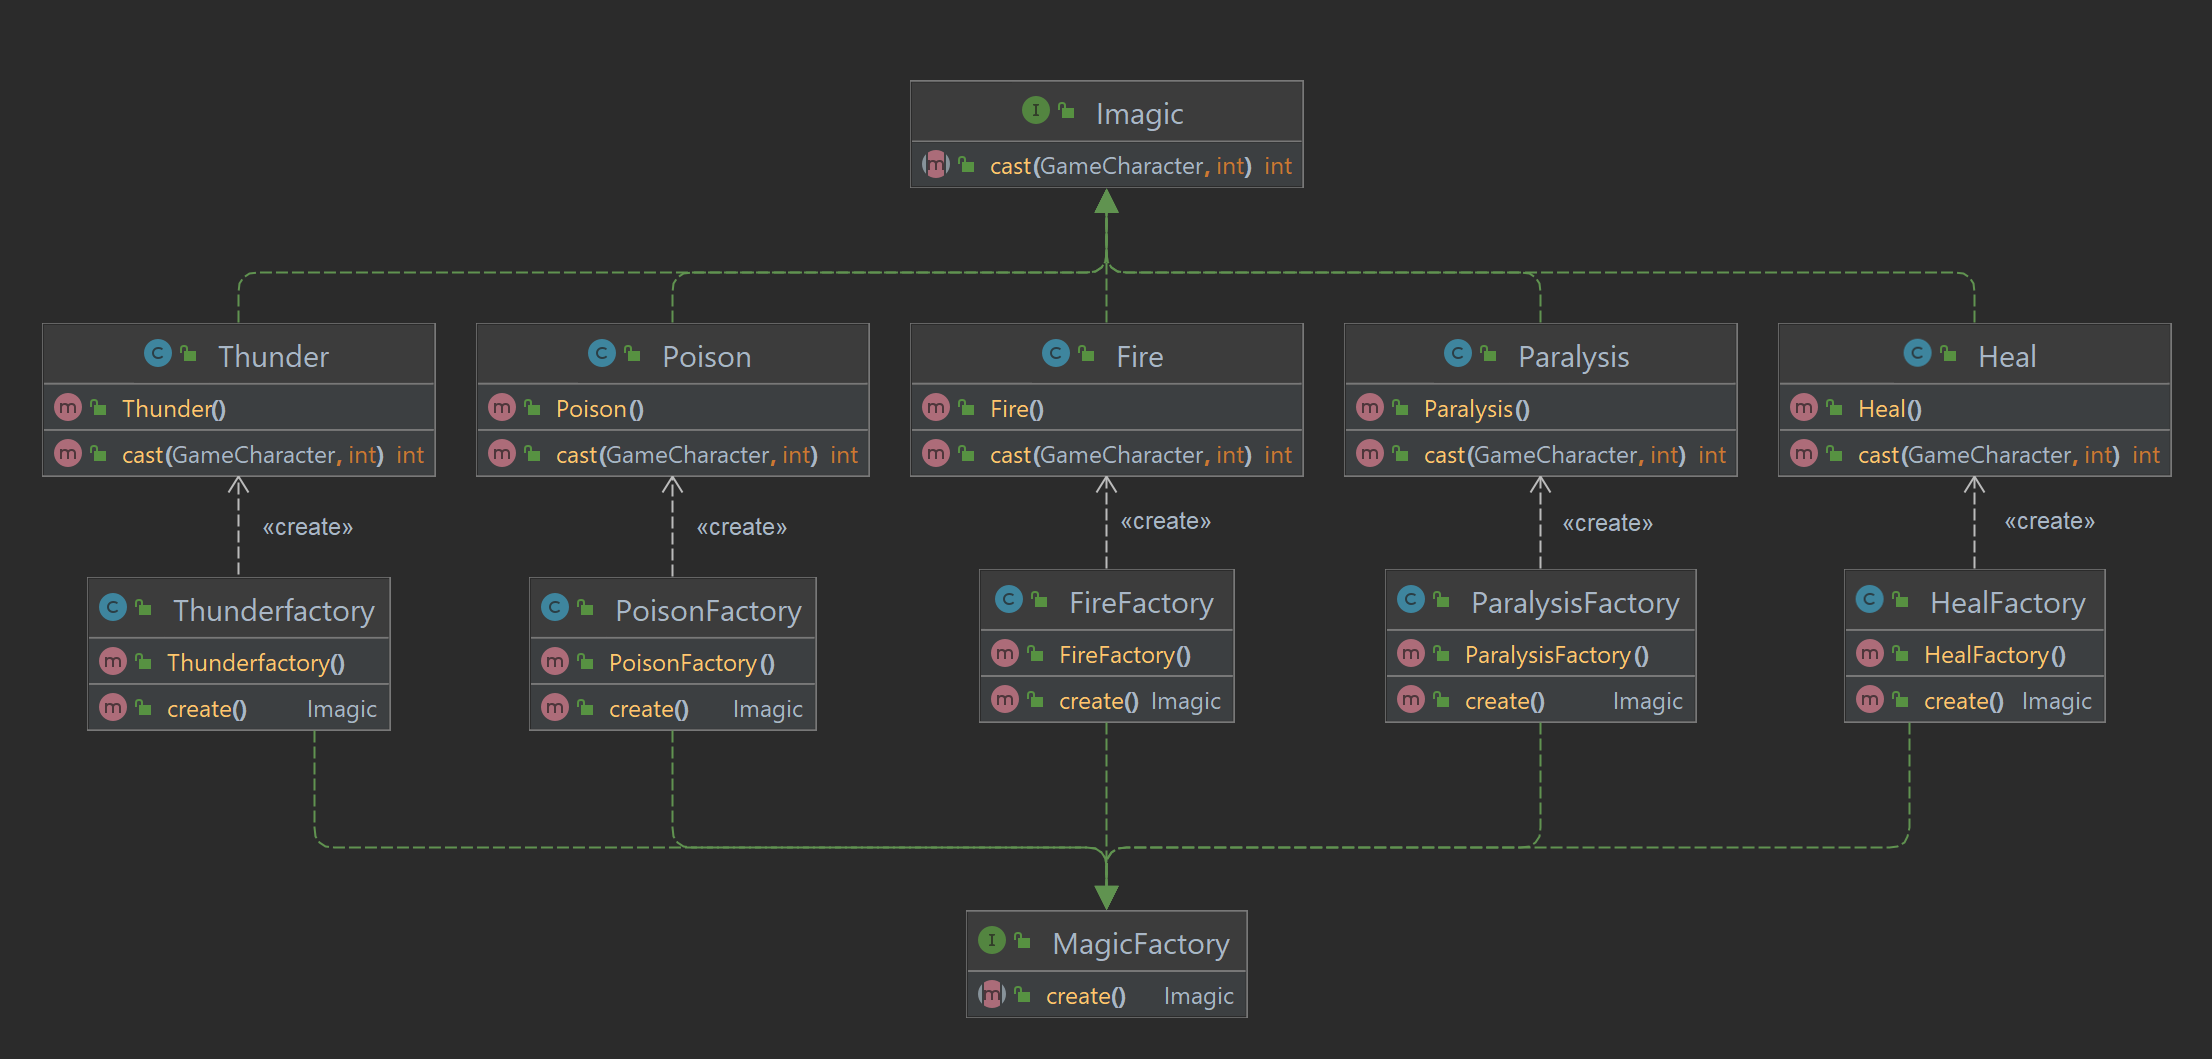 I Imagic
m cast(GameCharacter, int) int
C Thunder
m Thunder()
m cast(GameCharacter, int) int
C Poison
m Poison()
m cast(GameCharacter, int) int
C Fire
m Fire()
m cast(GameCharacter, int) int
C Paralysis
m Paralysis()
m cast(GameCharacter, int) int
C Heal
m Heal()
m cast(GameCharacter, int) int
«create»
«create»
«create»
«create»
«create»
C Thunderfactory
m Thunderfactory()
m create() Imagic
C PoisonFactory
m PoisonFactory()
m create() Imagic
C FireFactory
m FireFactory()
m create() Imagic
C ParalysisFactory
m ParalysisFactory()
m create() Imagic
C HealFactory
m HealFactory()
m create() Imagic
I MagicFactory
m create() Imagic